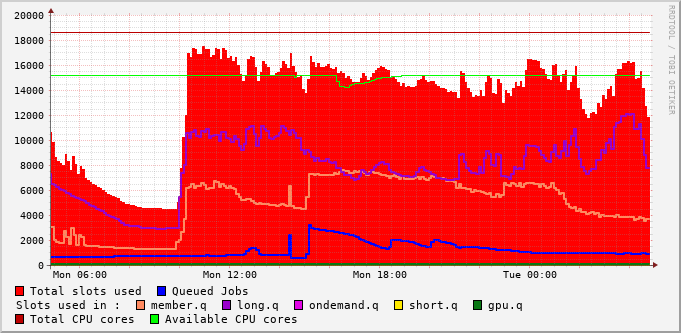 20000
18000
16000
14000
12000
10000
8000
6000
4000
2000
0
Mon 06:00 Mon 12:00 Mon 18:00 Tue 00:00
Total slots used Queued Jobs
Slots used in : member.q long.q ondemand.q short.q gpu.q
Total CPU cores Available CPU cores
RRDTOOL / TOBI OETIKER